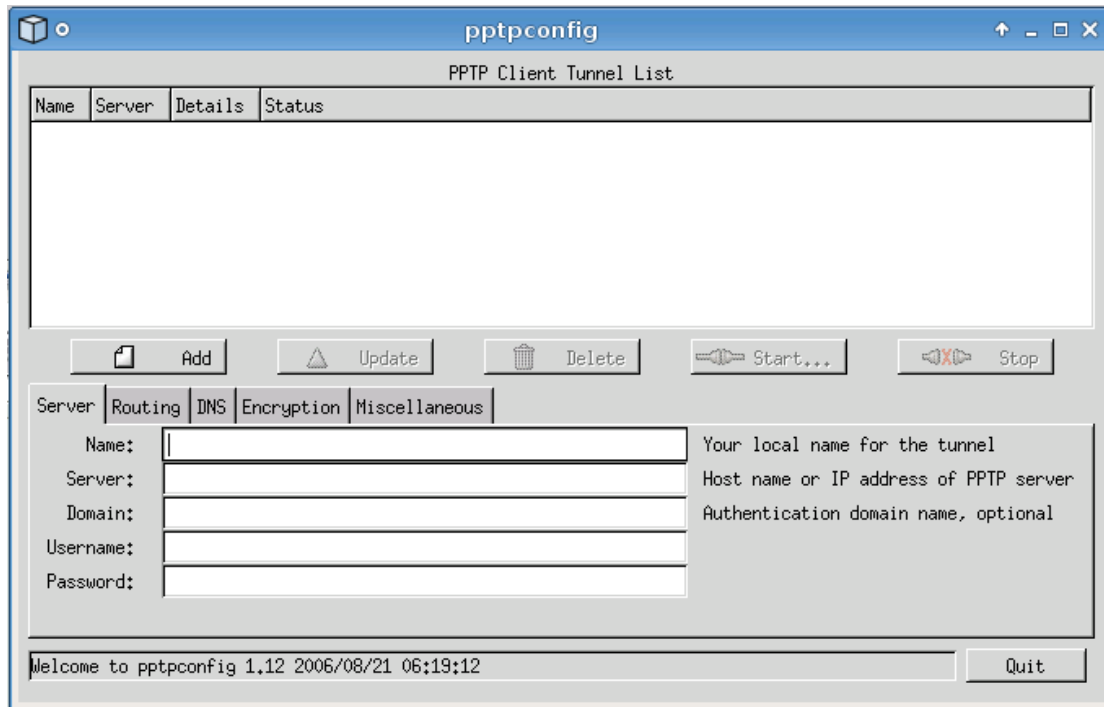 pptpconfig
PPTP Client Tunnel List
Name Server Details Status
Add Update Delete Start... Stop
Server Routing DNS Encryption Miscellaneous
Name: Your local name for the tunnel
Server: Host name or IP address of PPTP server
Domain: Authentication domain name, optional
Username:
Password:
Welcome to pptpconfig 1.12 2006/08/21 06:19:12 Quit